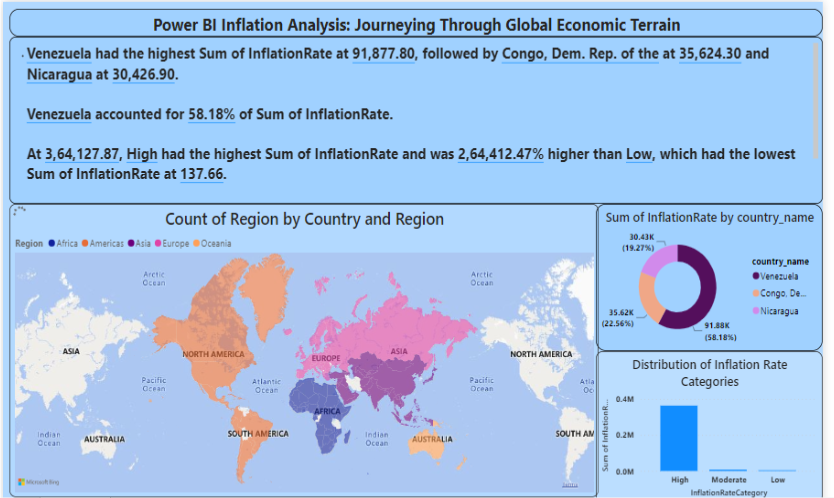 Power BI Inflation Analysis: Journeying Through Global Economic Terrain
Venezuela had the highest Sum of InflationRate at 91,877.80, followed by Congo, Dem. Rep. of the at 35,624.30 and
Nicaragua at 30,426.90.
Venezuela accounted for 58.18% of Sum of InflationRate.
At 3,64,127.87, High had the highest Sum of InflationRate and was 2,64,412.47% higher than Low, which had the lowest
Sum of InflationRate at 137.66.
Count of Region by Country and Region
Region Africa Americas Asia Europe Oceania
Arctic
Ocean
Arctic
Ocean
ASIA
NORTH AMERICA
EUROPE
ASIA
NORTH AMERICA
Pacific
Ocean
Atlantic
Ocean
Pacific
Ocean
Atla
Oce
AFRICA
Indian
Ocean
AUSTRALIA
SOUTH AMERICA
Indian
Ocean
AUSTRALIA
SOUTH AM
Microsoft Bing
Sum of InflationRate by country_name
30.43K
(19.27%)
35.62K
(22.56%)
91.88K
(58.18%)
country_name
Venezuela
Congo, De...
Nicaragua
Distribution of Inflation Rate
Categories
Sum of InflationR...
0.4M
0.2M
0.0M
High Moderate Low
InflationRateCategory